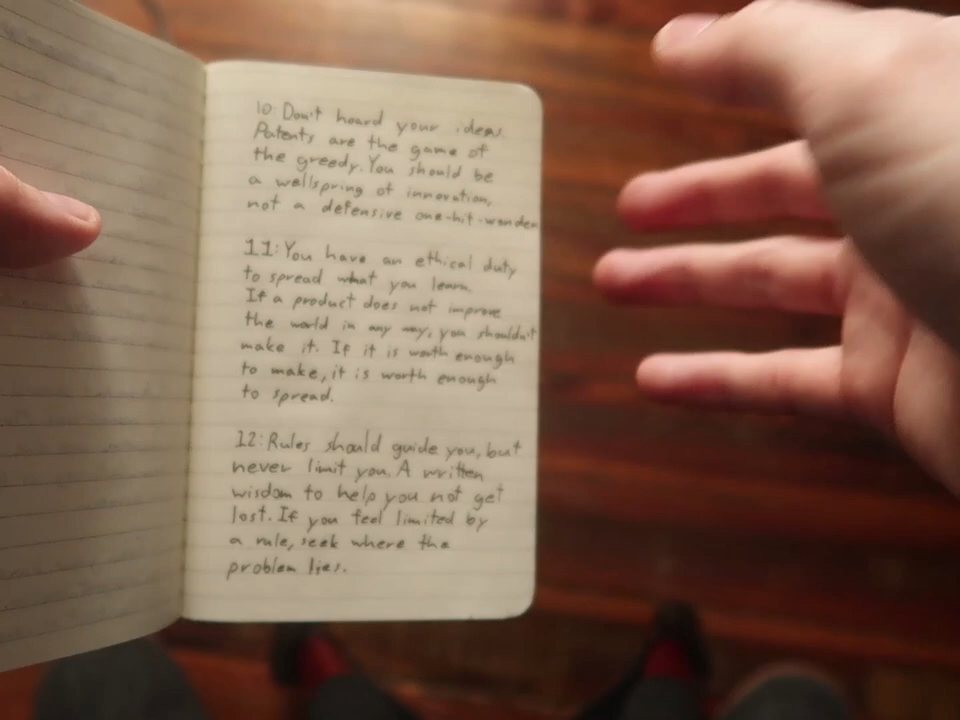 10: Don't hoard your ideas.
Patents are the game of
the greedy. You should be
a wellspring of innovation,
not a defensive one-hit-wonder
11: You have an ethical duty
to spread what you learn.
If a product does not improve
the world in any way, you shouldn't
make it. If it is worth enough
to make, it is worth enough
to spread.
12: Rules should guide you, but
never limit you. A written
wisdom to help you not get
lost. If you feel limited by
a rule, seek where the
problem lies.